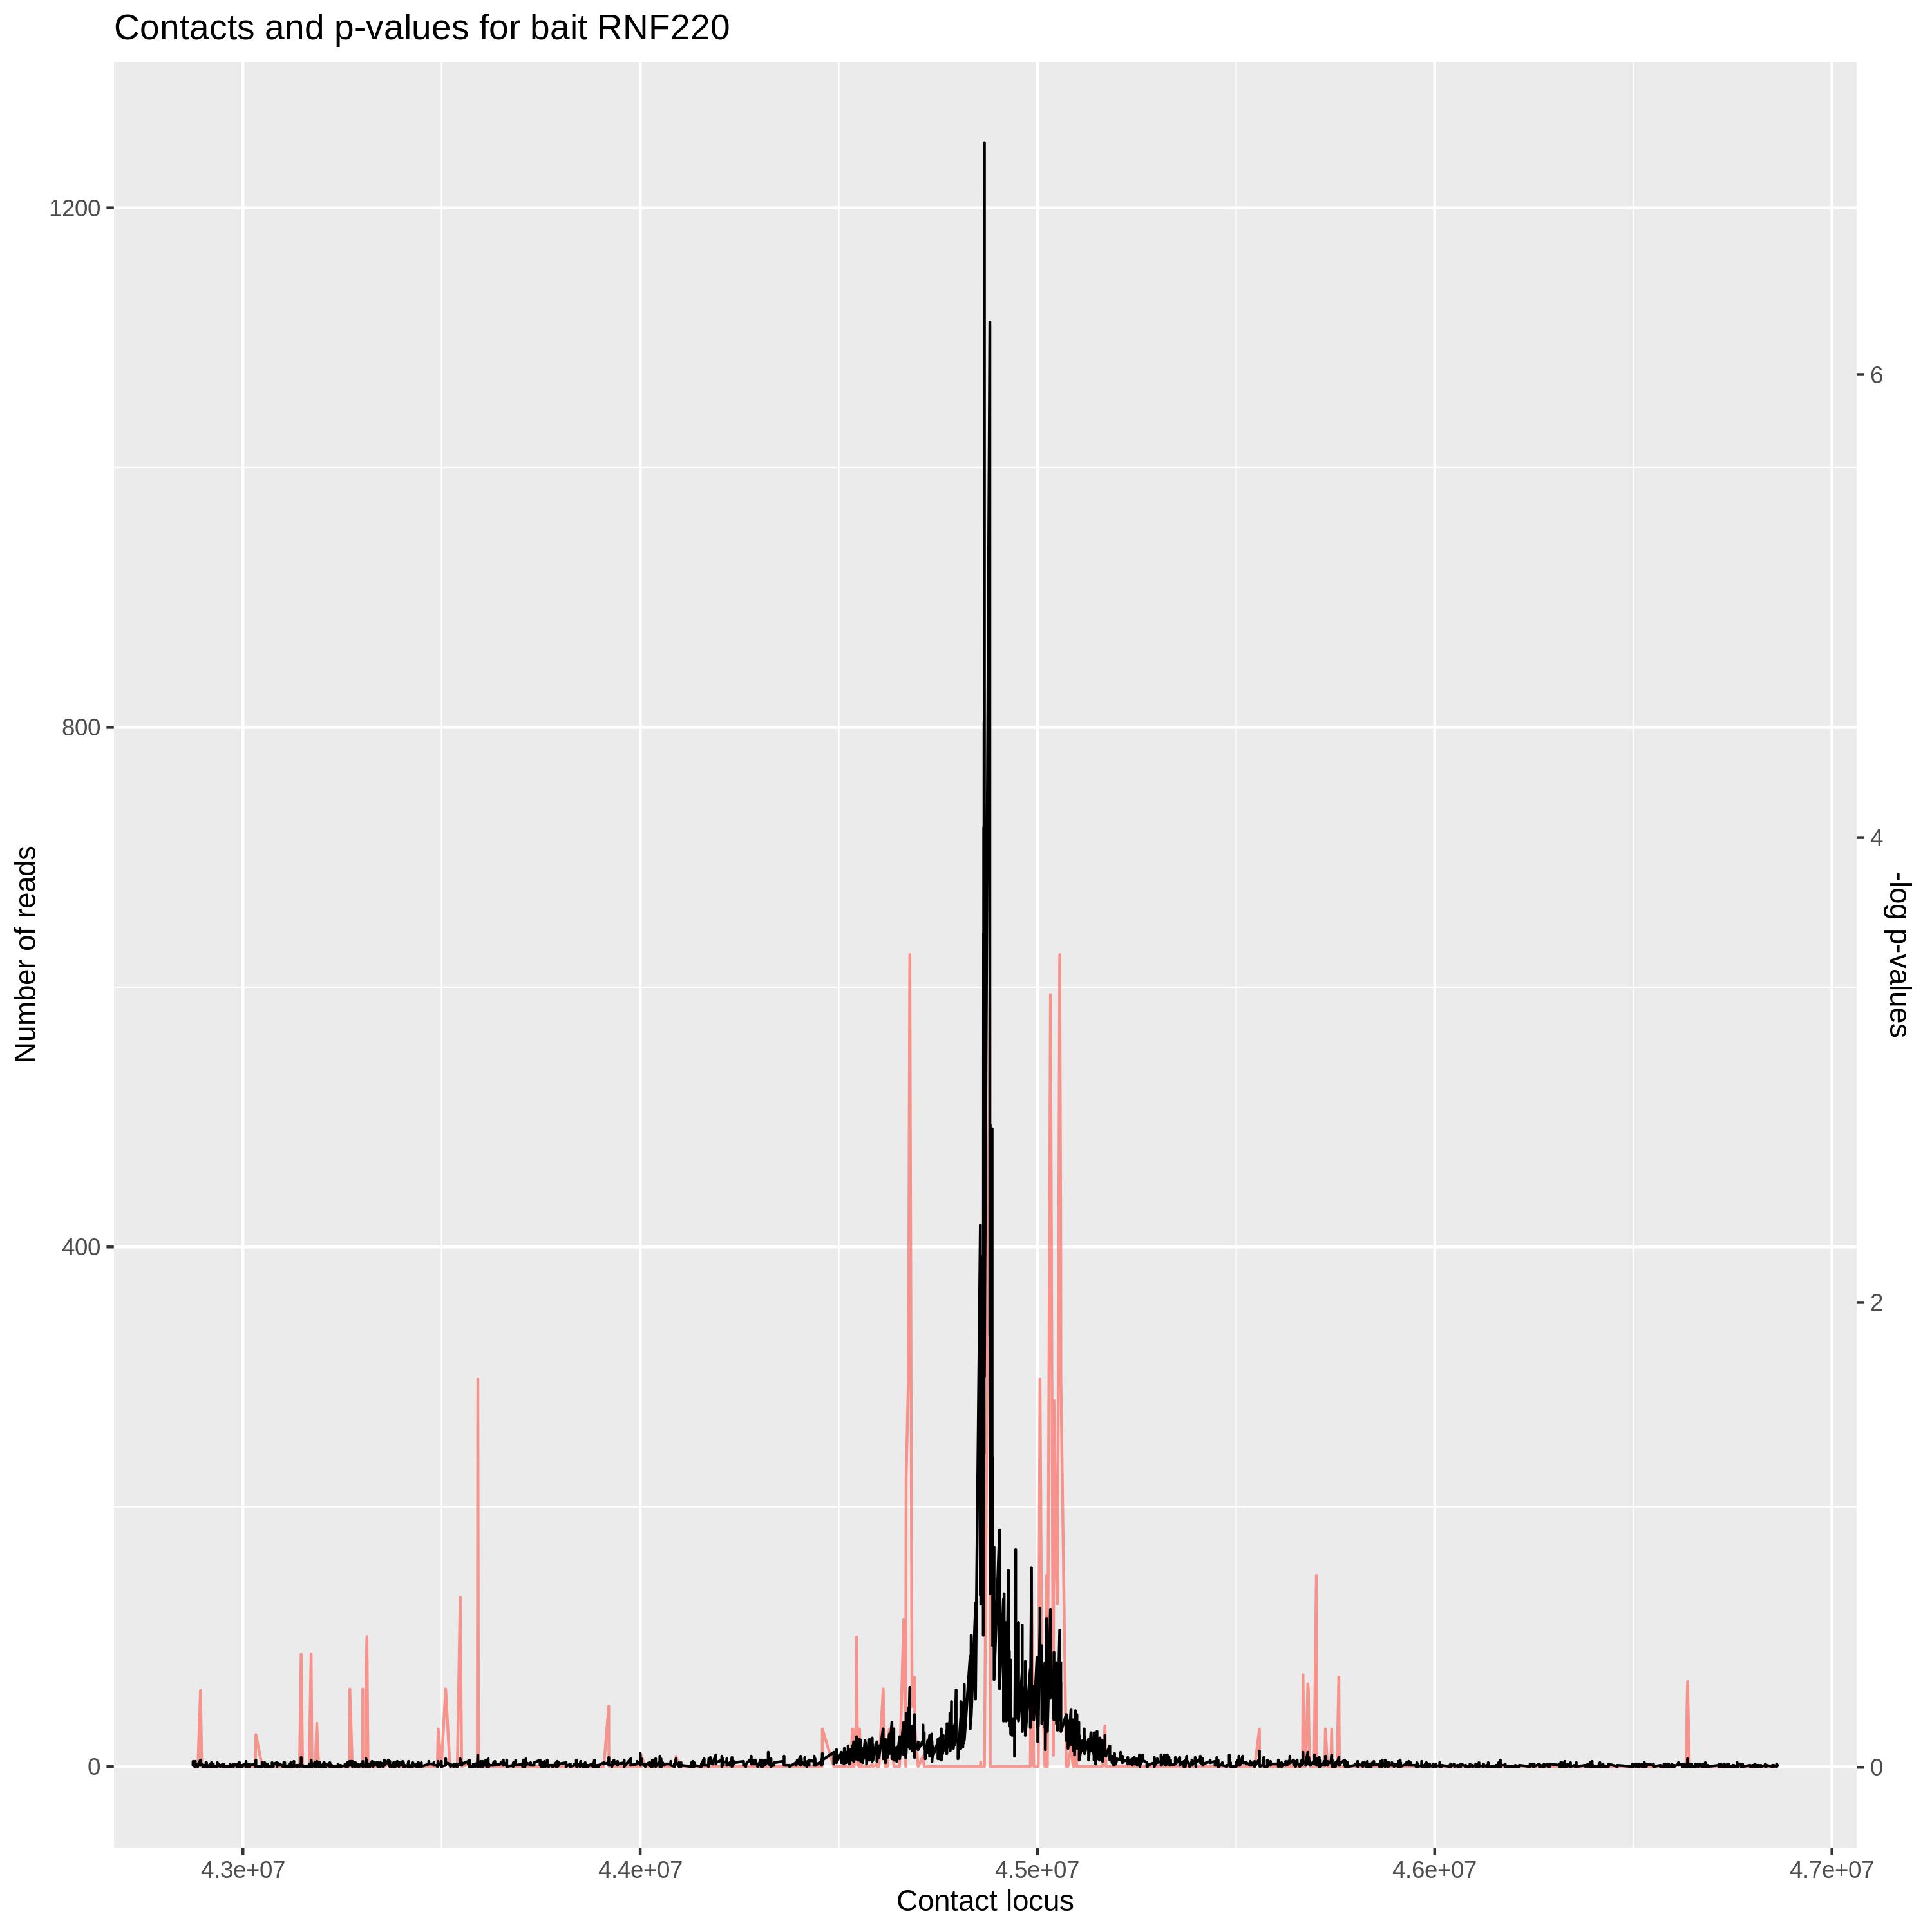 Contacts and p-values for bait RNF220
1200
800
400
0
Number of reads
6
4
2
0
-log p-values
4.3e+07
4.4e+07
4.5e+07
4.6e+07
4.7e+07
Contact locus